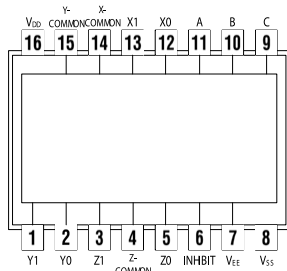 Y- X-
VDD COMMON COMMON X1 X0 A B C
16 15 14 13 12 11 10 9
1 2 3 4 5 6 7 8
Y1 Y0 Z1 Z- Z0 INHBIT VEE VSS
COMMON